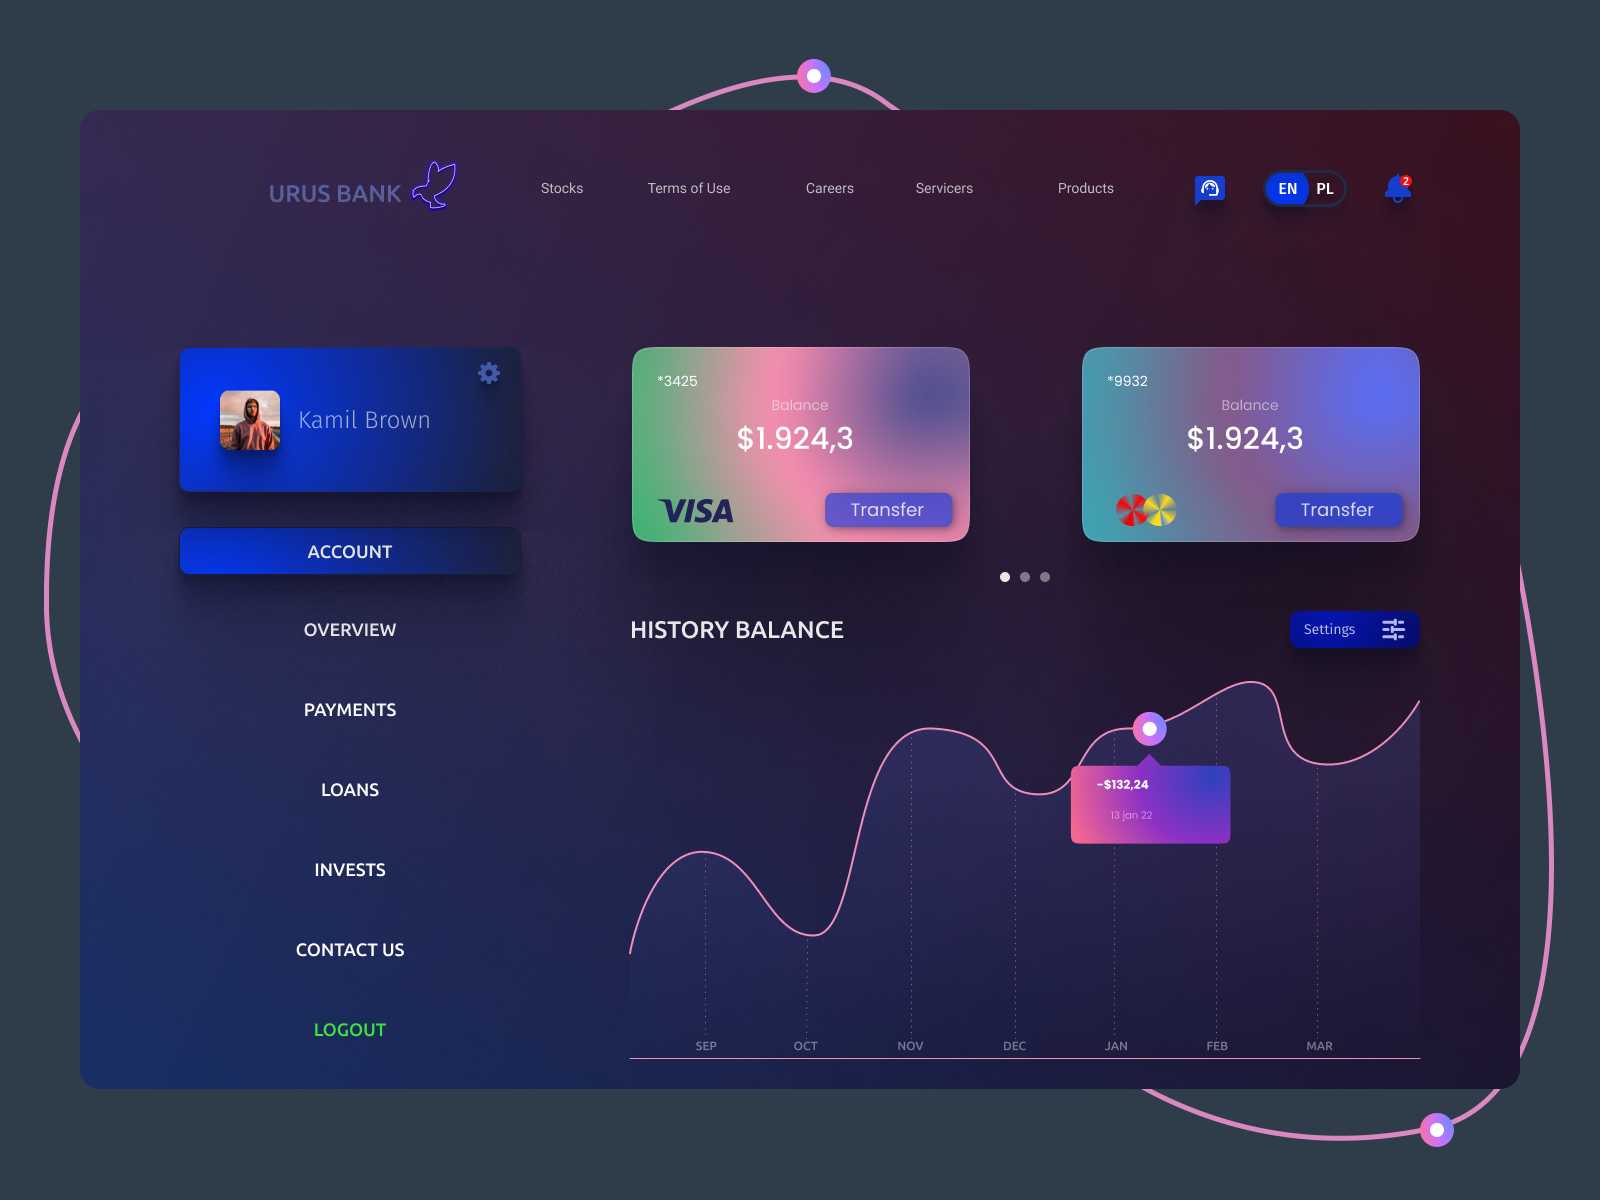 URUS BANK
Stocks
Terms of Use
Careers
Servicers
Products
EN
PL
2
Kamil Brown
ACCOUNT
OVERVIEW
PAYMENTS
LOANS
INVESTS
CONTACT US
LOGOUT
*3425
Balance
$1.924,3
VISA
Transfer
*9932
Balance
$1.924,3
Transfer
HISTORY BALANCE
Settings
-$132,24
13 jan 22
SEP
OCT
NOV
DEC
JAN
FEB
MAR